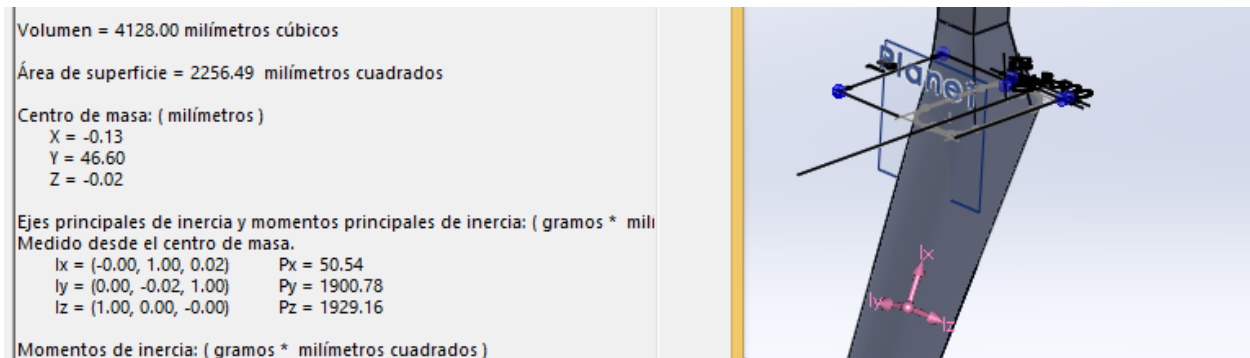 Volumen = 4128.00 milímetros cúbicos
Área de superficie = 2256.49 milímetros cuadrados
Centro de masa: ( milímetros )
X = -0.13
Y = 46.60
Z = -0.02
Ejes principales de inercia y momentos principales de inercia: ( gramos * mili
Medido desde el centro de masa.
Ix = (-0.00, 1.00, 0.02) Px = 50.54
Iy = (0.00, -0.02, 1.00) Py = 1900.78
Iz = (1.00, 0.00, -0.00) Pz = 1929.16
Momentos de inercia: ( gramos * milímetros cuadrados )
Ix
Iy
Iz